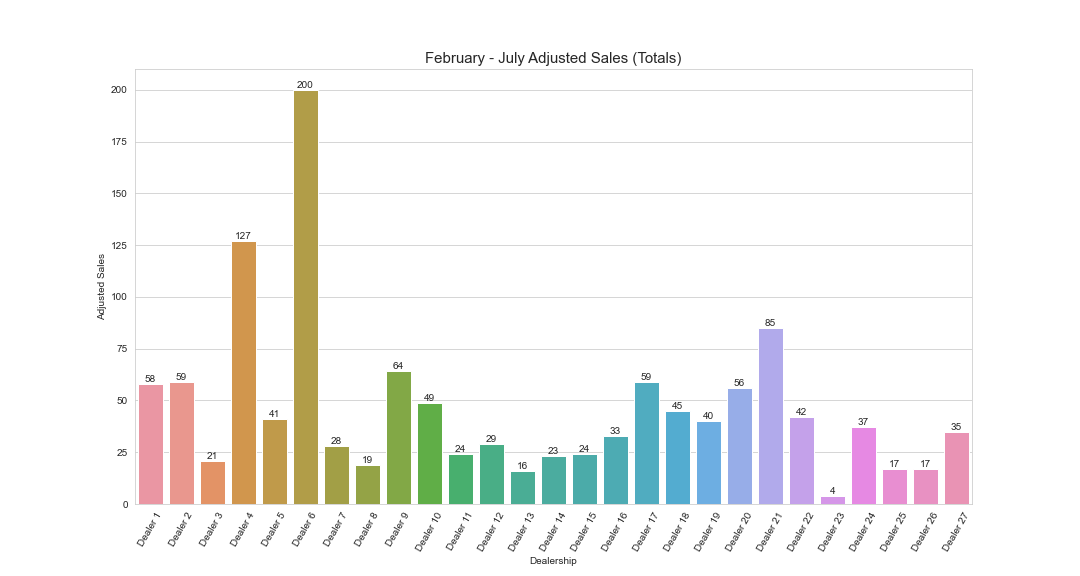 February - July Adjusted Sales (Totals)
Adjusted Sales
200
175
150
125
100
75
50
25
0
58
59
21
127
41
200
28
19
64
49
24
29
16
23
24
33
59
45
40
56
85
42
4
37
17
17
35
Dealer 1
Dealer 2
Dealer 3
Dealer 4
Dealer 5
Dealer 6
Dealer 7
Dealer 8
Dealer 9
Dealer 10
Dealer 11
Dealer 12
Dealer 13
Dealer 14
Dealer 15
Dealer 16
Dealer 17
Dealer 18
Dealer 19
Dealer 20
Dealer 21
Dealer 22
Dealer 23
Dealer 24
Dealer 25
Dealer 26
Dealer 27
Dealership